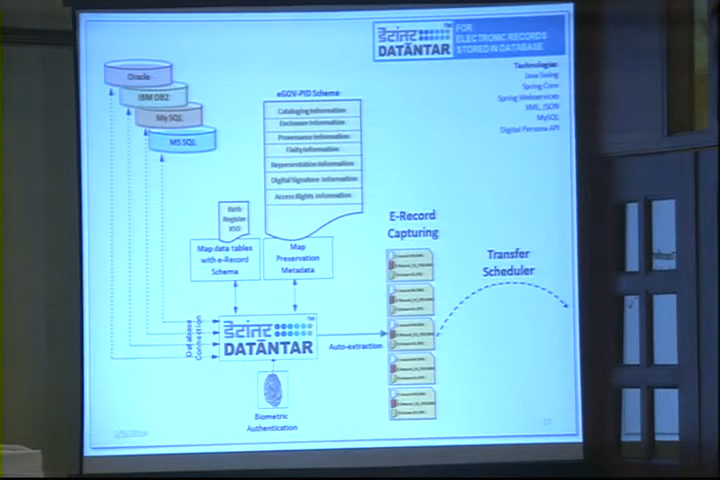 डेटांतर TM
DATĀNTAR
FOR
ELECTRONIC RECORDS
STORED IN DATABASE
Technologies:
Java Swing
Spring Core
Spring Webservices
XML, JSON
MySQL
Digital Persona API
Oracle
IBM DB2
My SQL
MS SQL
eGOV-PID Scheme
Cataloging Information
Enclosure Information
Provenance Information
Fixity Information
Representation Information
Digital Signature Information
Access Rights Information
Birth
Register
XSD
Map data tables
with e-Record
Schema
Map
Preservation
Metadata
E-Record
Capturing
Transfer
Scheduler
Database
Connection
डेटांतर TM
DATĀNTAR
Auto-extraction
Biometric
Authentication